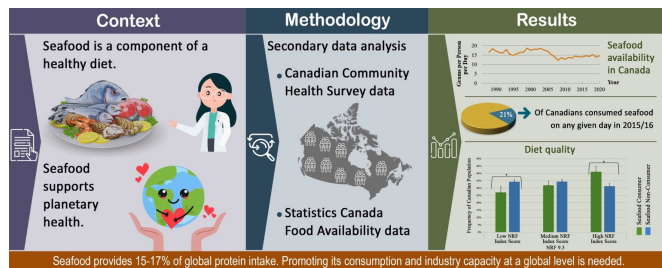 Context
Seafood is a component of a
healthy diet.
Seafood
supports
planetary
health.
Methodology
Secondary data analysis
• Canadian Community
Health Survey data
• Statistics Canada
Food Availability data
Results
Grams per Person
per Day
20
15
10
5
0
1990 1995 2000 2005 2010 2015 2020
Year
Seafood
availability
in Canada
21%
Of Canadians consumed seafood
on any given day in 2015/16
Diet quality
Frequency of Canadian Population
*
*
Low NRF
Index Score
Medium NRF
Index Score
High NRF
Index Score
NRF 9.3
Seafood Consumer
Seafood Non-Consumer
Seafood provides 15-17% of global protein intake. Promoting its consumption and industry capacity at a global level is needed.